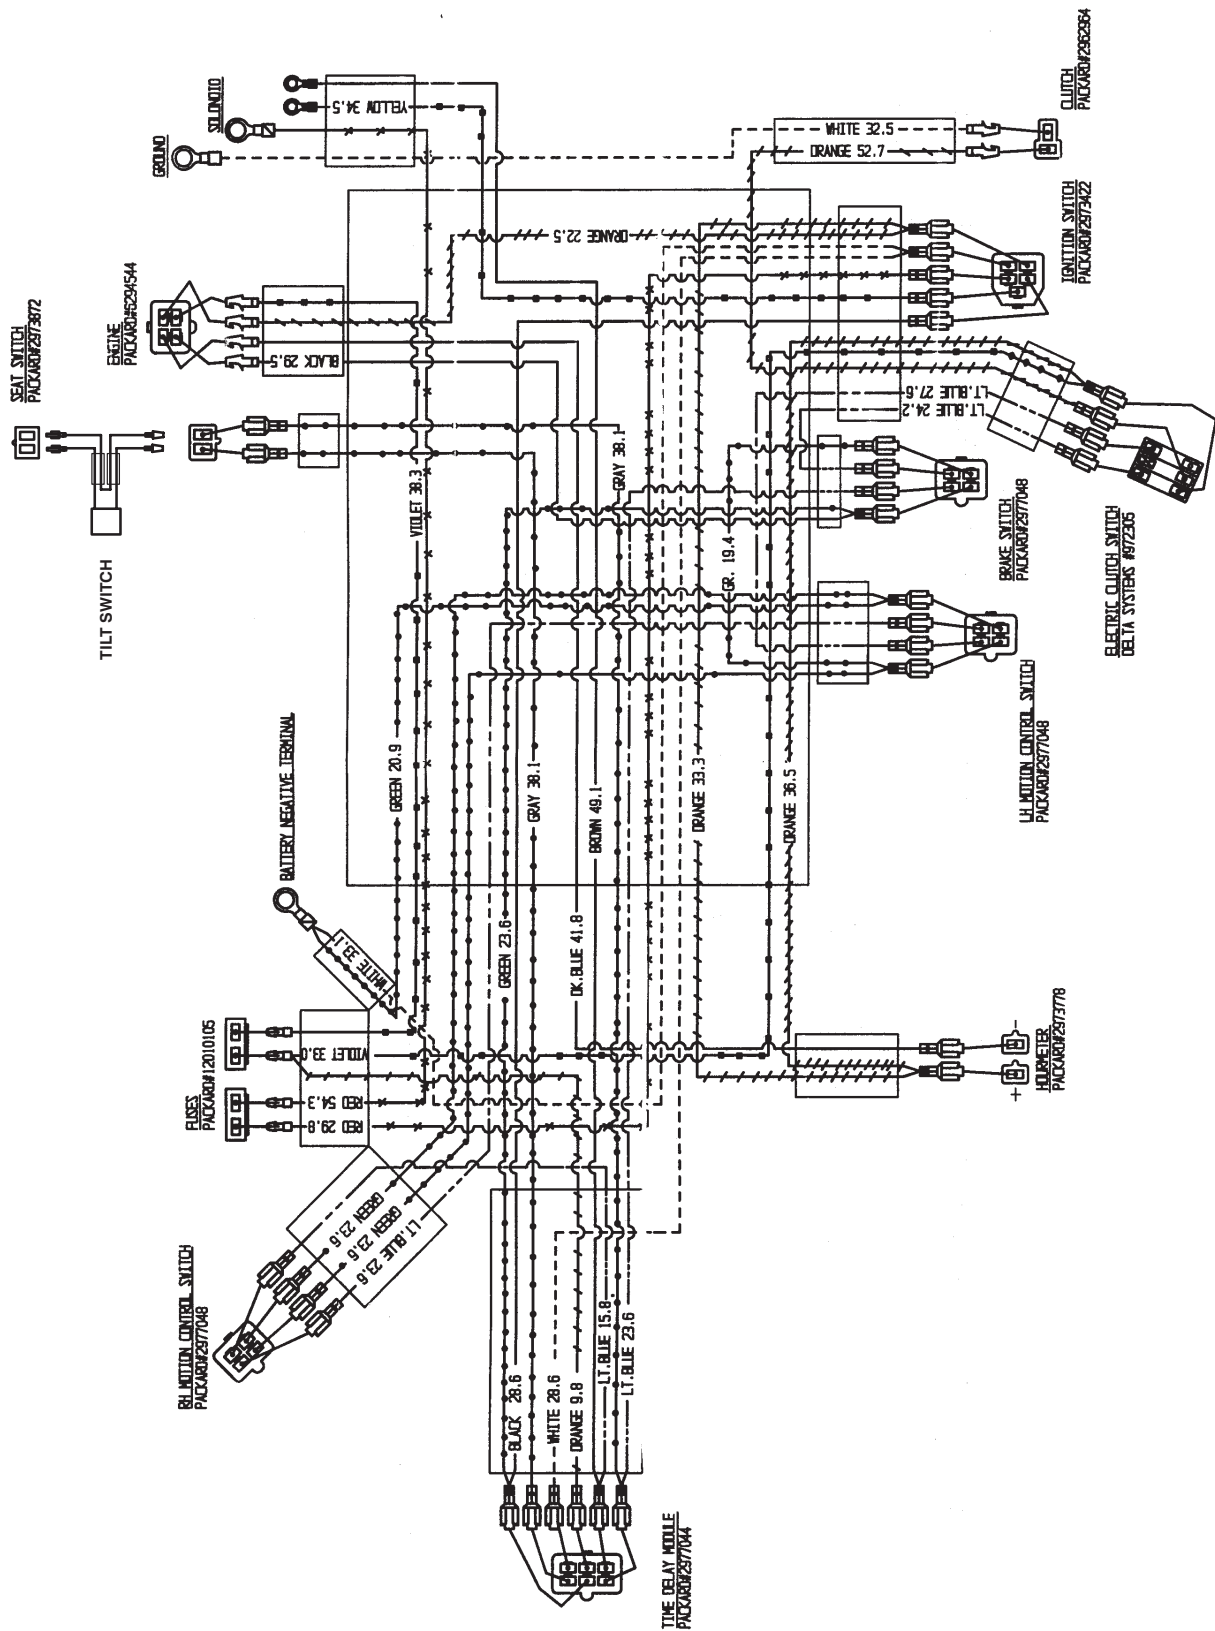 SEAT SWITCH
PACKARD#2973872
TILT SWITCH
ENGINE
PACKARD#6294544
GROUND
SOLONOID
YELLOW 34.5
WHITE 32.5
ORANGE 52.7
CLUTCH
PACKARD#2962964
IGNITION SWITCH
PACKARD#2973422
ORANGE 22.5
BLACK 29.5
VIOLET 38.3
GRAY 38.1
LT.BLUE 27.6
LT.BLUE 24.2
GR. 19.4
BRAKE SWITCH
PACKARD#2977048
ELECTRIC CLUTCH SWITCH
DELTA SYSTEMS #972305
LH MOTION CONTROL SWITCH
PACKARD#2977048
BATTERY NEGATIVE TERMINAL
WHITE 33.1
GREEN 20.9
GREEN 23.6
GRAY 38.1
DK.BLUE 41.8
BROWN 49.1
ORANGE 33.3
ORANGE 36.5
FUSES
PACKARD#12010105
VIOLET 33.0
RED 54.3
RED 29.8
HOURMETER
PACKARD#2973778
+
-
RH MOTION CONTROL SWITCH
PACKARD#2977048
GREEN 23.6
GREEN 23.6
LT.BLUE 23.6
BLACK 28.6
WHITE 28.6
ORANGE 9.8
LT.BLUE 15.8
LT.BLUE 23.6
TIME DELAY MODULE
PACKARD#2977044